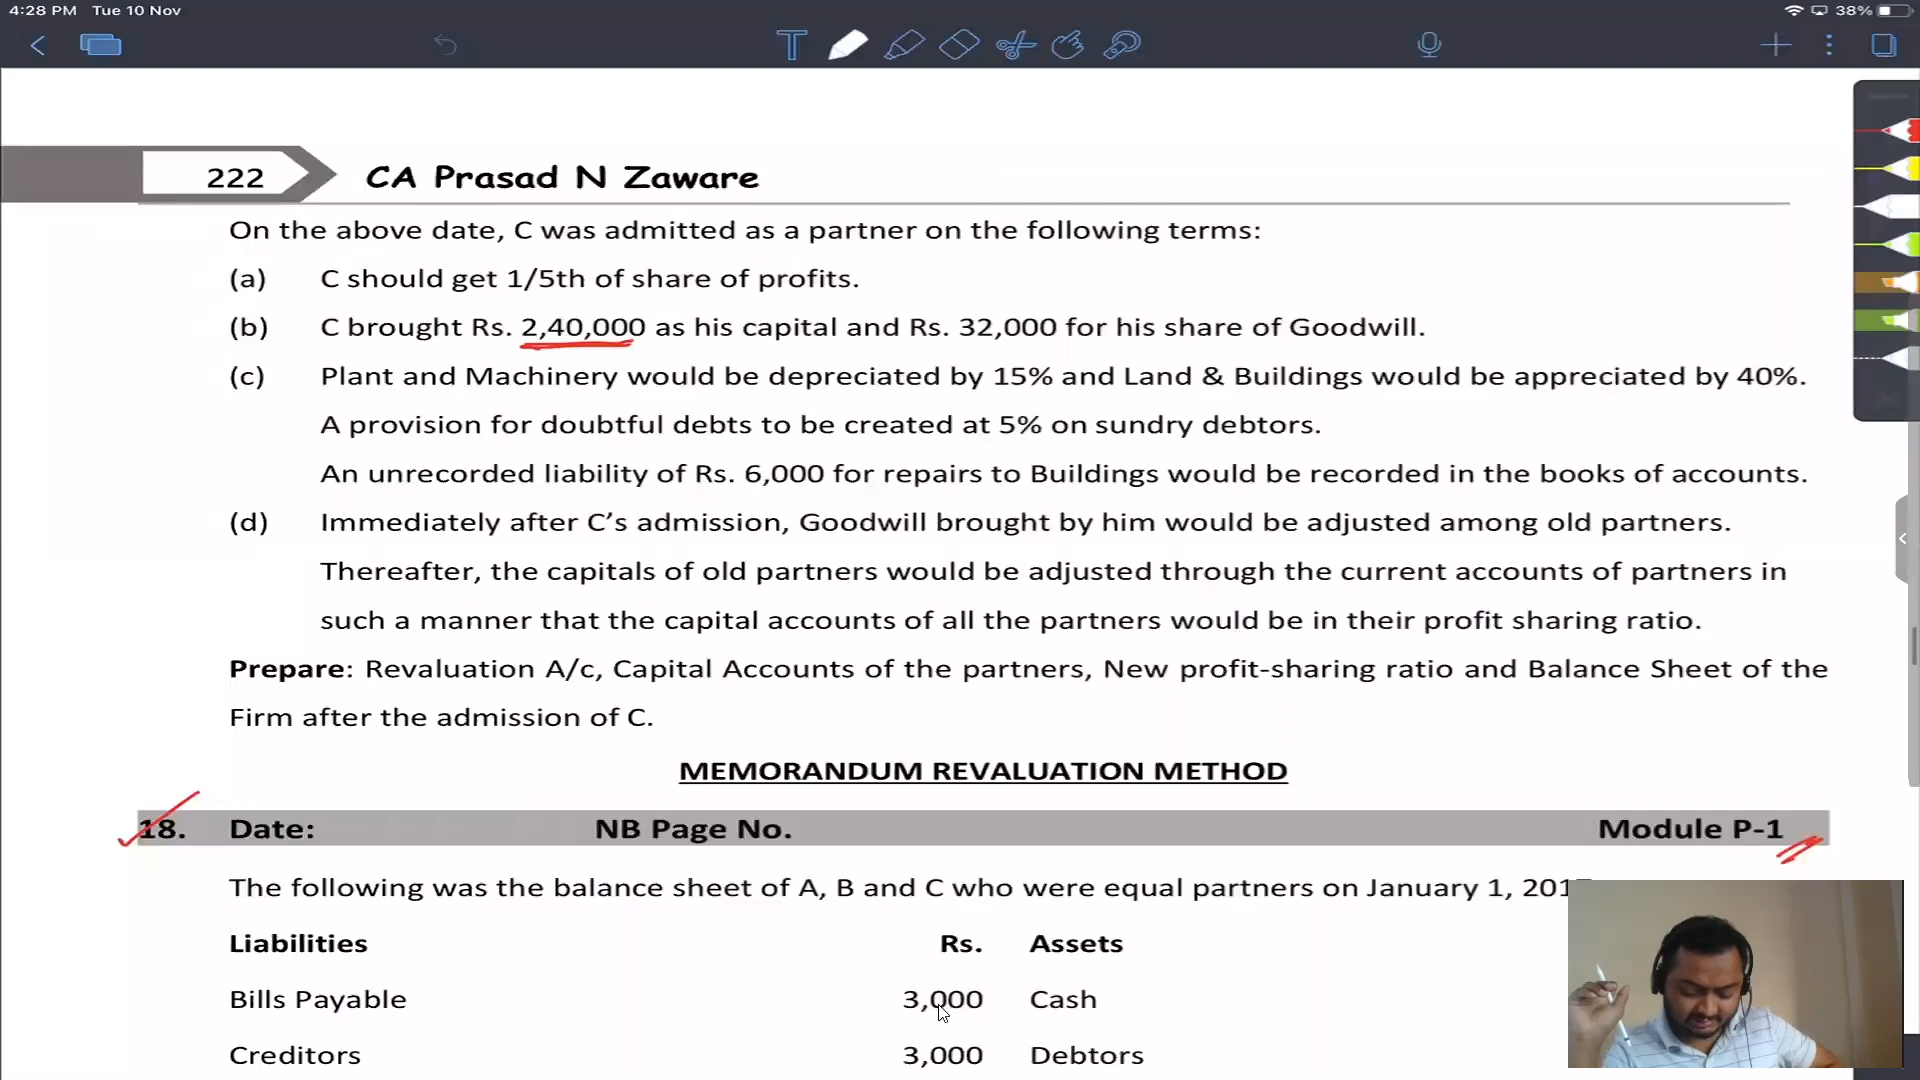 4:28 PM Tue 10 Nov
38%
222 CA Prasad N Zaware
On the above date, C was admitted as a partner on the following terms:
(a) C should get 1/5th of share of profits.
(b) C brought Rs. 2,40,000 as his capital and Rs. 32,000 for his share of Goodwill.
(c) Plant and Machinery would be depreciated by 15% and Land & Buildings would be appreciated by 40%.
A provision for doubtful debts to be created at 5% on sundry debtors.
An unrecorded liability of Rs. 6,000 for repairs to Buildings would be recorded in the books of accounts.
(d) Immediately after C’s admission, Goodwill brought by him would be adjusted among old partners.
Thereafter, the capitals of old partners would be adjusted through the current accounts of partners in
such a manner that the capital accounts of all the partners would be in their profit sharing ratio.
Prepare: Revaluation A/c, Capital Accounts of the partners, New profit-sharing ratio and Balance Sheet of the
Firm after the admission of C.
MEMORANDUM REVALUATION METHOD
18. Date: NB Page No. Module P-1
The following was the balance sheet of A, B and C who were equal partners on January 1,
Liabilities Rs. Assets
Bills Payable 3,000 Cash
Creditors 3,000 Debtors